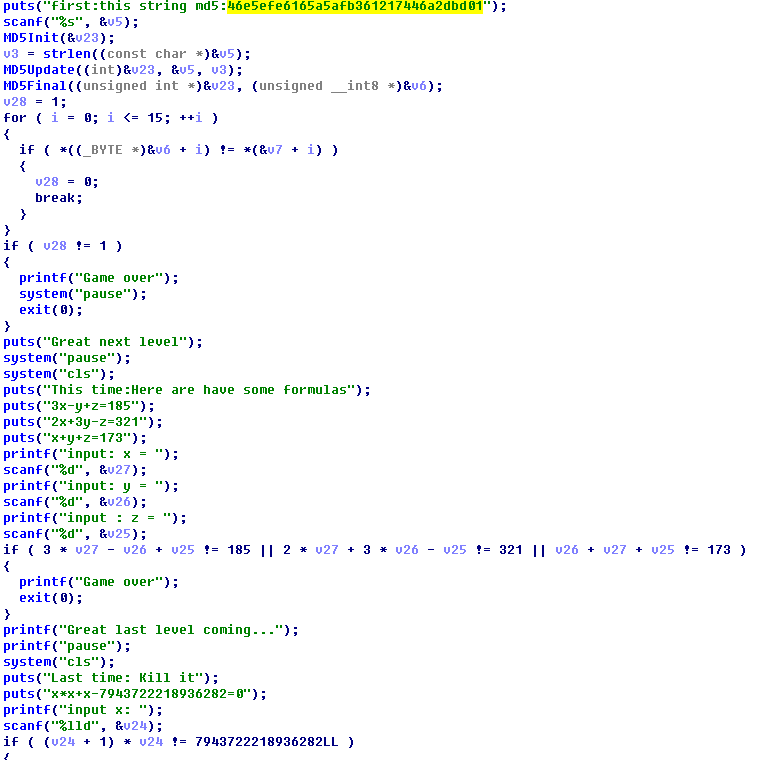 puts("first:this string md5:46e5efe6165a5afb361217446a2dbd01");
scanf("%s", &v5);
MD5Init(&v23);
v3 = strlen((const char *)&v5);
MD5Update((int)&v23, &v5, v3);
MD5Final((unsigned int *)&v23, (unsigned __int8 *)&v6);
v28 = 1;
for ( i = 0; i <= 15; ++i )
{
  if ( *((_BYTE *)&v6 + i) != *(&v7 + i) )
  {
    v28 = 0;
    break;
  }
}
if ( v28 != 1 )
{
  printf("Game over");
  system("pause");
  exit(0);
}
puts("Great next level");
system("pause");
system("cls");
puts("This time:Here are have some formulas");
puts("3x-y+z=185");
puts("2x+3y-z=321");
puts("x+y+z=173");
printf("input: x = ");
scanf("%d", &v27);
printf("input: y = ");
scanf("%d", &v26);
printf("input : z = ");
scanf("%d", &v25);
if ( 3 * v27 - v26 + v25 != 185 || 2 * v27 + 3 * v26 - v25 != 321 || v26 + v27 + v25 != 173 )
{
  printf("Game over");
  exit(0);
}
printf("Great last level coming...");
printf("pause");
system("cls");
puts("Last time: Kill it");
puts("x*x+x-7943722218936282=0");
printf("input x: ");
scanf("%lld", &v24);
if ( (v24 + 1) * v24 != 7943722218936282LL )
{